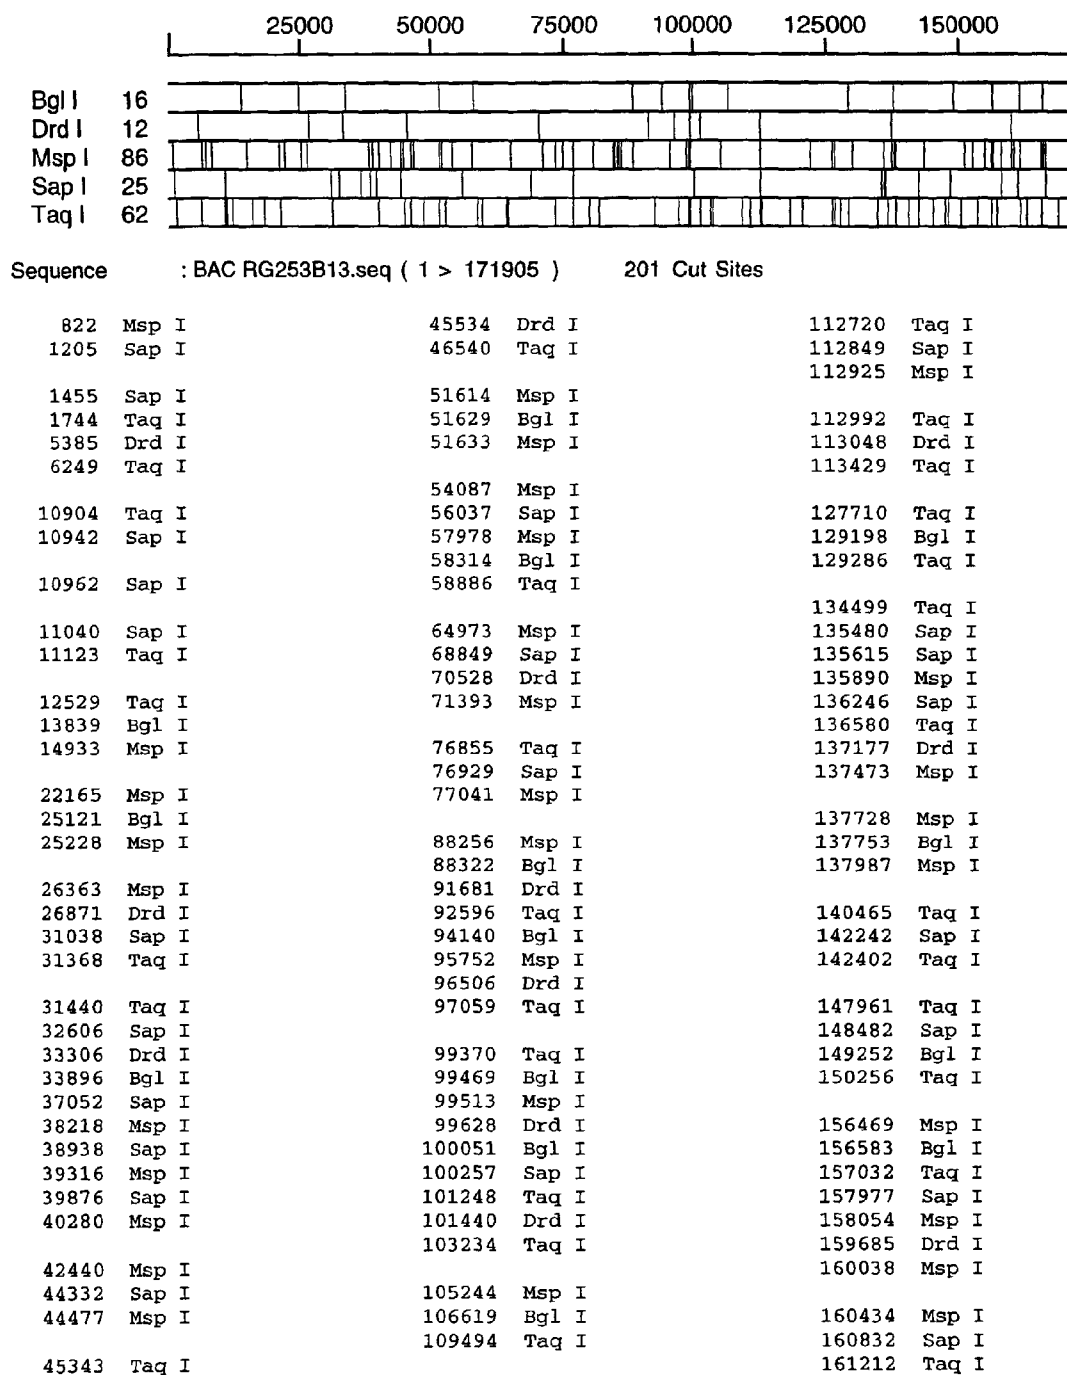 25000 50000 75000 100000 125000 150000
Bgl I 16
Drd I 12
Msp I 86
Sap I 25
Taq I 62
Sequence : BAC RG253B13.seq ( 1 > 171905 ) 201 Cut Sites
822 Msp I
1205 Sap I
1455 Sap I
1744 Taq I
5385 Drd I
6249 Taq I
10904 Taq I
10942 Sap I
10962 Sap I
11040 Sap I
11123 Taq I
12529 Taq I
13839 Bgl I
14933 Msp I
22165 Msp I
25121 Bgl I
25228 Msp I
26363 Msp I
26871 Drd I
31038 Sap I
31368 Taq I
31440 Taq I
32606 Sap I
33306 Drd I
33896 Bgl I
37052 Sap I
38218 Msp I
38938 Sap I
39316 Msp I
39876 Sap I
40280 Msp I
42440 Msp I
44332 Sap I
44477 Msp I
45343 Taq I
45534 Drd I
46540 Taq I
51614 Msp I
51629 Bgl I
51633 Msp I
54087 Msp I
56037 Sap I
57978 Msp I
58314 Bgl I
58886 Taq I
64973 Msp I
68849 Sap I
70528 Drd I
71393 Msp I
76855 Taq I
76929 Sap I
77041 Msp I
88256 Msp I
88322 Bgl I
91681 Drd I
92596 Taq I
94140 Bgl I
95752 Msp I
96506 Drd I
97059 Taq I
99370 Taq I
99469 Bgl I
99513 Msp I
99628 Drd I
100051 Bgl I
100257 Sap I
101248 Taq I
101440 Drd I
103234 Taq I
105244 Msp I
106619 Bgl I
109494 Taq I
112720 Taq I
112849 Sap I
112925 Msp I
112992 Taq I
113048 Drd I
113429 Taq I
127710 Taq I
129198 Bgl I
129286 Taq I
134499 Taq I
135480 Sap I
135615 Sap I
135890 Msp I
136246 Sap I
136580 Taq I
137177 Drd I
137473 Msp I
137728 Msp I
137753 Bgl I
137987 Msp I
140465 Taq I
142242 Sap I
142402 Taq I
147961 Taq I
148482 Sap I
149252 Bgl I
150256 Taq I
156469 Msp I
156583 Bgl I
157032 Taq I
157977 Sap I
158054 Msp I
159685 Drd I
160038 Msp I
160434 Msp I
160832 Sap I
161212 Taq I